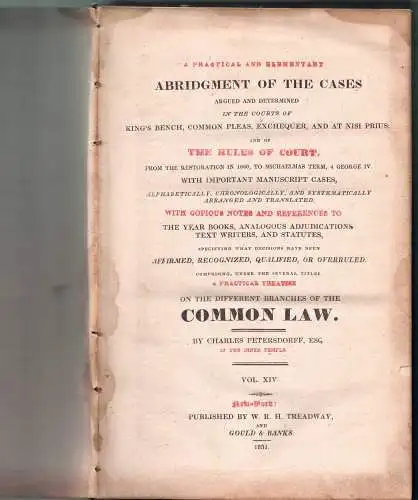 A PRACTICAL AND ELEMENTARY
ABRIDGMENT OF THE CASES
ARGUED AND DETERMINED
IN THE COURTS OF
KING'S BENCH, COMMON PLEAS, EXCHEQUER, AND AT NISI PRIUS;
AND OF
THE RULES OF COURT,
FROM THE RESTORATION IN 1660, TO MICHAELMAS TERM, 4 GEORGE IV.
WITH IMPORTANT MANUSCRIPT CASES,
ALPHABETICALLY, CHRONOLOGICALLY, AND SYSTEMATICALLY
ARRANGED AND TRANSLATED;
WITH COPIOUS NOTES AND REFERENCES TO
THE YEAR BOOKS, ANALOGOUS ADJUDICATIONS,
TEXT WRITERS, AND STATUTES,
SPECIFYING WHAT DECISIONS HAVE BEEN
AFFIRMED, RECOGNIZED, QUALIFIED, OR OVERRULED.
COMPRISING, UNDER THE SEVERAL TITLES
A PRACTICAL TREATISE
ON THE DIFFERENT BRANCHES OF THE
COMMON LAW.
BY CHARLES PETERSDORFF, ESQ.
OF THE INNER TEMPLE.
VOL. XIV
New-York:
PUBLISHED BY W. R. H. TREADWAY,
AND
GOULD & BANKS.
1831.